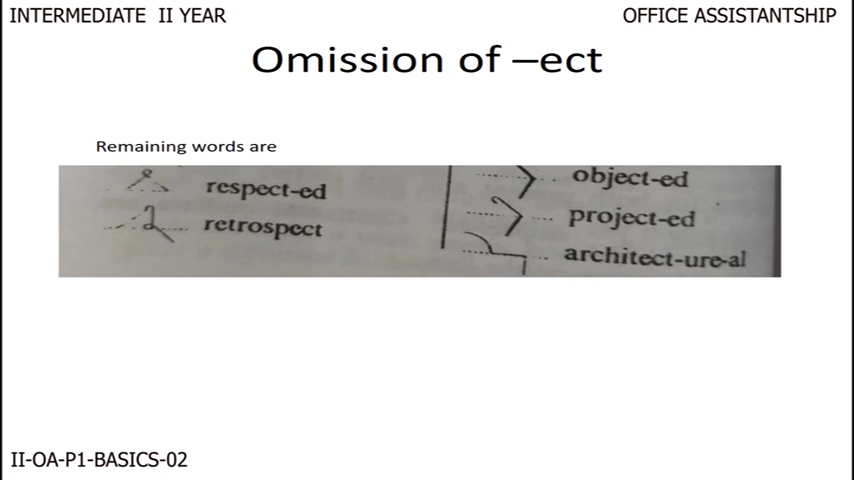 INTERMEDIATE II YEAR
OFFICE ASSISTANTSHIP
Omission of –ect
Remaining words are
respect-ed
retrospect
object-ed
project-ed
architect-ure-al
II-OA-P1-BASICS-02